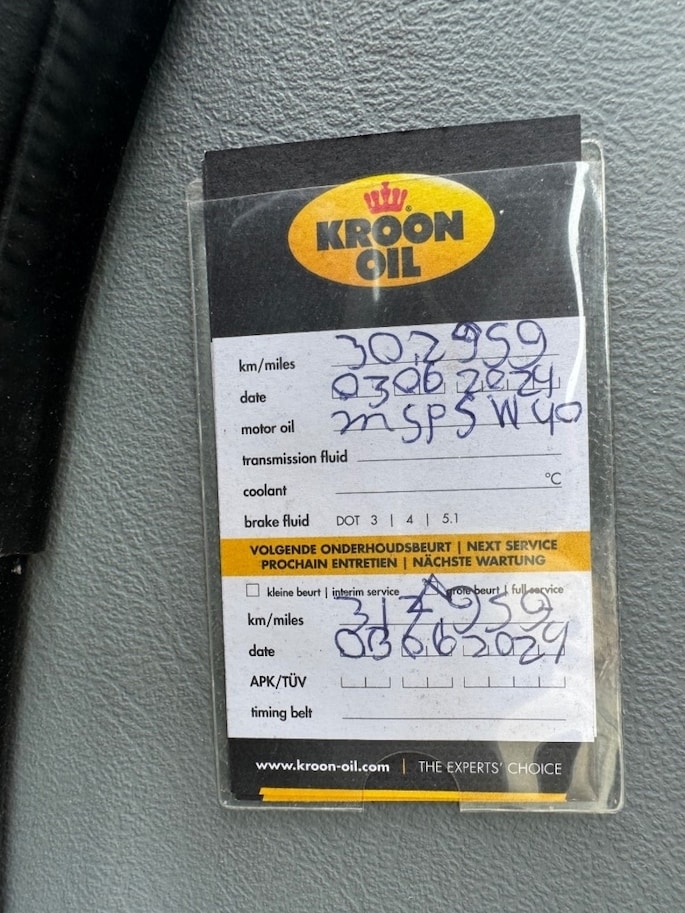 KROON
OIL
km/miles 302959
date 03 06 2024
motor oil MSP 5W40
transmission fluid
coolant °C
brake fluid DOT 3 | 4 | 5.1
VOLGENDE ONDERHOUDSBEURT | NEXT SERVICE
PROCHAIN ENTRETIEN | NÄCHSTE WARTUNG
kleine beurt | interim service grote beurt | full service
km/miles 317959
date 03 06 2024
APK/TÜV
timing belt
www.kroon-oil.com | THE EXPERTS' CHOICE